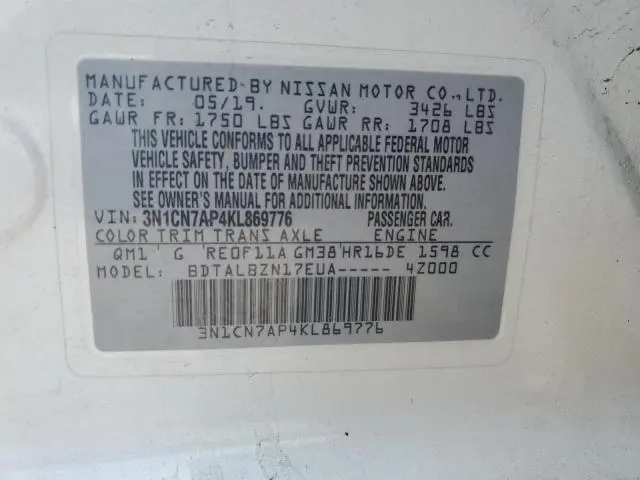 MANUFACTURED BY NISSAN MOTOR CO., LTD.
DATE: 05/19. GVWR: 3426 LBS
GAWR FR: 1750 LBS GAWR RR: 1708 LBS
THIS VEHICLE CONFORMS TO ALL APPLICABLE FEDERAL MOTOR
VEHICLE SAFETY, BUMPER AND THEFT PREVENTION STANDARDS
IN EFFECT ON THE DATE OF MANUFACTURE SHOWN ABOVE.
SEE OWNER'S MANUAL FOR ADDITIONAL INFORMATION.
VIN: 3N1CN7AP4KL869776 PASSENGER CAR.
COLOR TRIM TRANS AXLE ENGINE
QM1 G RE0F11A GM38 HR16DE 1598 CC
MODEL: BDTALBZN17EUA----- 4Z000
3N1CN7AP4KL869776